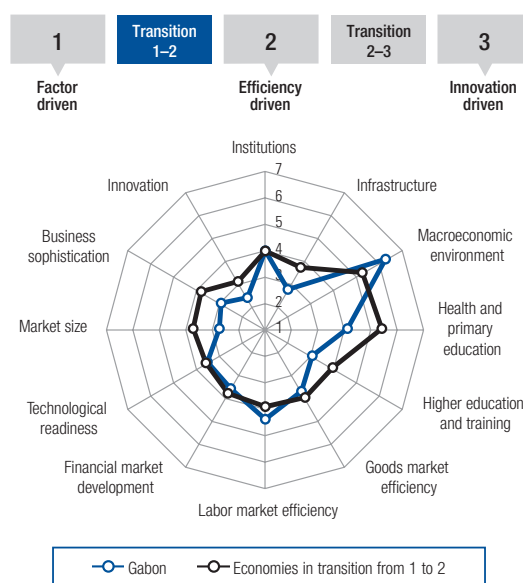 1
Transition
1–2
2
Transition
2–3
3
Factor
driven
Efficiency
driven
Innovation
driven
Institutions
7
6
5
4
3
2
1
Infrastructure
Macroeconomic
environment
Health and
primary
education
Higher education
and training
Goods market
efficiency
Labor market efficiency
Financial market
development
Technological
readiness
Market size
Business
sophistication
Innovation
Gabon
Economies in transition from 1 to 2